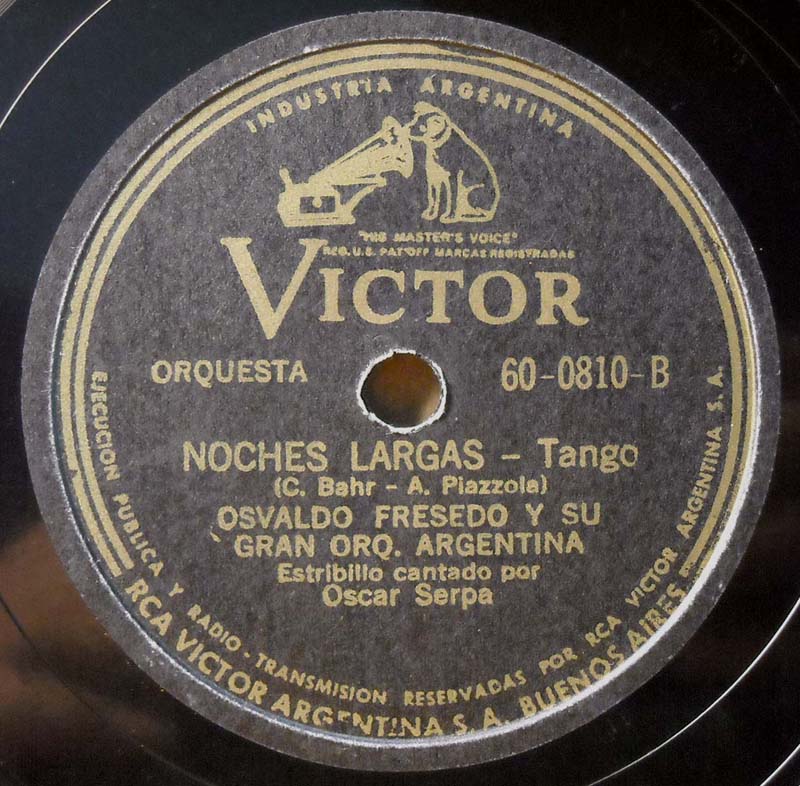 INDUSTRIA ARGENTINA
"HIS MASTER'S VOICE"
REG. U.S. PAT OFF MARCAS REGISTRADAS
VICTOR
ORQUESTA
60-0810-B
NOCHES LARGAS - Tango
(C. Bahr - A. Piazzola)
OSVALDO FRESEDO Y SU
GRAN ORQ. ARGENTINA
Estribillo cantado por
Oscar Serpa
EJECUCION PUBLICA Y RADIO-TRANSMISION RESERVADAS POR RCA VICTOR ARGENTINA S. A.
RCA VICTOR ARGENTINA S. A. BUENOS AIRES